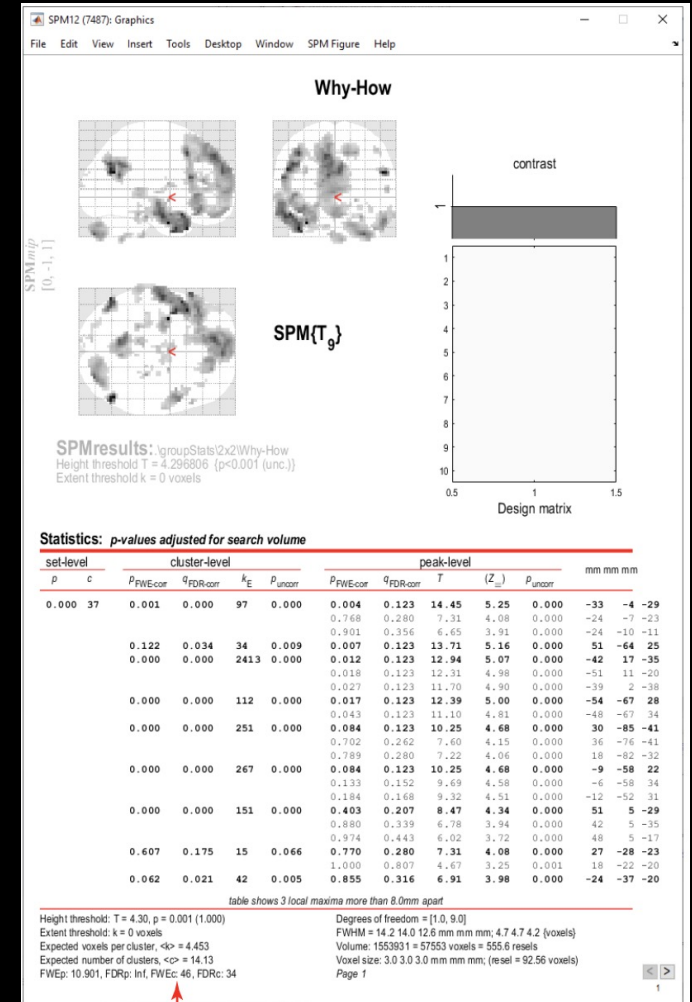 SPM12 (7487): Graphics
File Edit View Insert Tools Desktop Window SPM Figure Help
Why-How
SPMmip
[0, -1, 1]
<
<
<
SPM{T9}
contrast
1
1
2
3
4
5
6
7
8
9
10
0.5 1 1.5
Design matrix
SPMresults: .\groupStats\2x2\Why-How
Height threshold T = 4.296806 {p<0.001 (unc.)}
Extent threshold k = 0 voxels
Statistics: p-values adjusted for search volume
set-level cluster-level peak-level mm mm mm
p c pFWE-corr qFDR-corr kE puncorr pFWE-corr qFDR-corr T (Z≡) puncorr
0.000 37 0.001 0.000 97 0.000 0.004 0.123 14.45 5.25 0.000 -33 -4 -29
0.768 0.280 7.31 4.08 0.000 -24 -7 -23
0.901 0.356 6.65 3.91 0.000 -24 -10 -11
0.122 0.034 34 0.009 0.007 0.123 13.71 5.16 0.000 51 -64 25
0.000 0.000 2413 0.000 0.012 0.123 12.94 5.07 0.000 -42 17 -35
0.018 0.123 12.31 4.98 0.000 -51 11 -20
0.027 0.123 11.70 4.90 0.000 -39 2 -38
0.000 0.000 112 0.000 0.017 0.123 12.39 5.00 0.000 -54 -67 28
0.043 0.123 11.10 4.81 0.000 -48 -67 34
0.000 0.000 251 0.000 0.084 0.123 10.25 4.68 0.000 30 -85 -41
0.702 0.262 7.60 4.15 0.000 36 -76 -41
0.789 0.280 7.22 4.06 0.000 18 -82 -32
0.000 0.000 267 0.000 0.084 0.123 10.25 4.68 0.000 -9 -58 22
0.133 0.152 9.69 4.58 0.000 -6 -58 34
0.184 0.168 9.32 4.51 0.000 -12 -52 31
0.000 0.000 151 0.000 0.403 0.207 8.47 4.34 0.000 51 5 -29
0.880 0.339 6.78 3.94 0.000 42 5 -35
0.974 0.443 6.02 3.72 0.000 48 5 -17
0.607 0.175 15 0.066 0.770 0.280 7.31 4.08 0.000 27 -28 -23
1.000 0.807 4.67 3.25 0.001 18 -22 -20
0.062 0.021 42 0.005 0.855 0.316 6.91 3.98 0.000 -24 -37 -20
table shows 3 local maxima more than 8.0mm apart
Height threshold: T = 4.30, p = 0.001 (1.000)
Extent threshold: k = 0 voxels
Expected voxels per cluster, <k> = 4.453
Expected number of clusters, <c> = 14.13
FWEp: 10.901, FDRp: Inf, FWEc: 46, FDRc: 34
Degrees of freedom = [1.0, 9.0]
FWHM = 14.2 14.0 12.6 mm mm mm; 4.7 4.7 4.2 {voxels}
Volume: 1553931 = 57553 voxels = 555.6 resels
Voxel size: 3.0 3.0 3.0 mm mm mm; (resel = 92.56 voxels)
Page 1
< >
1